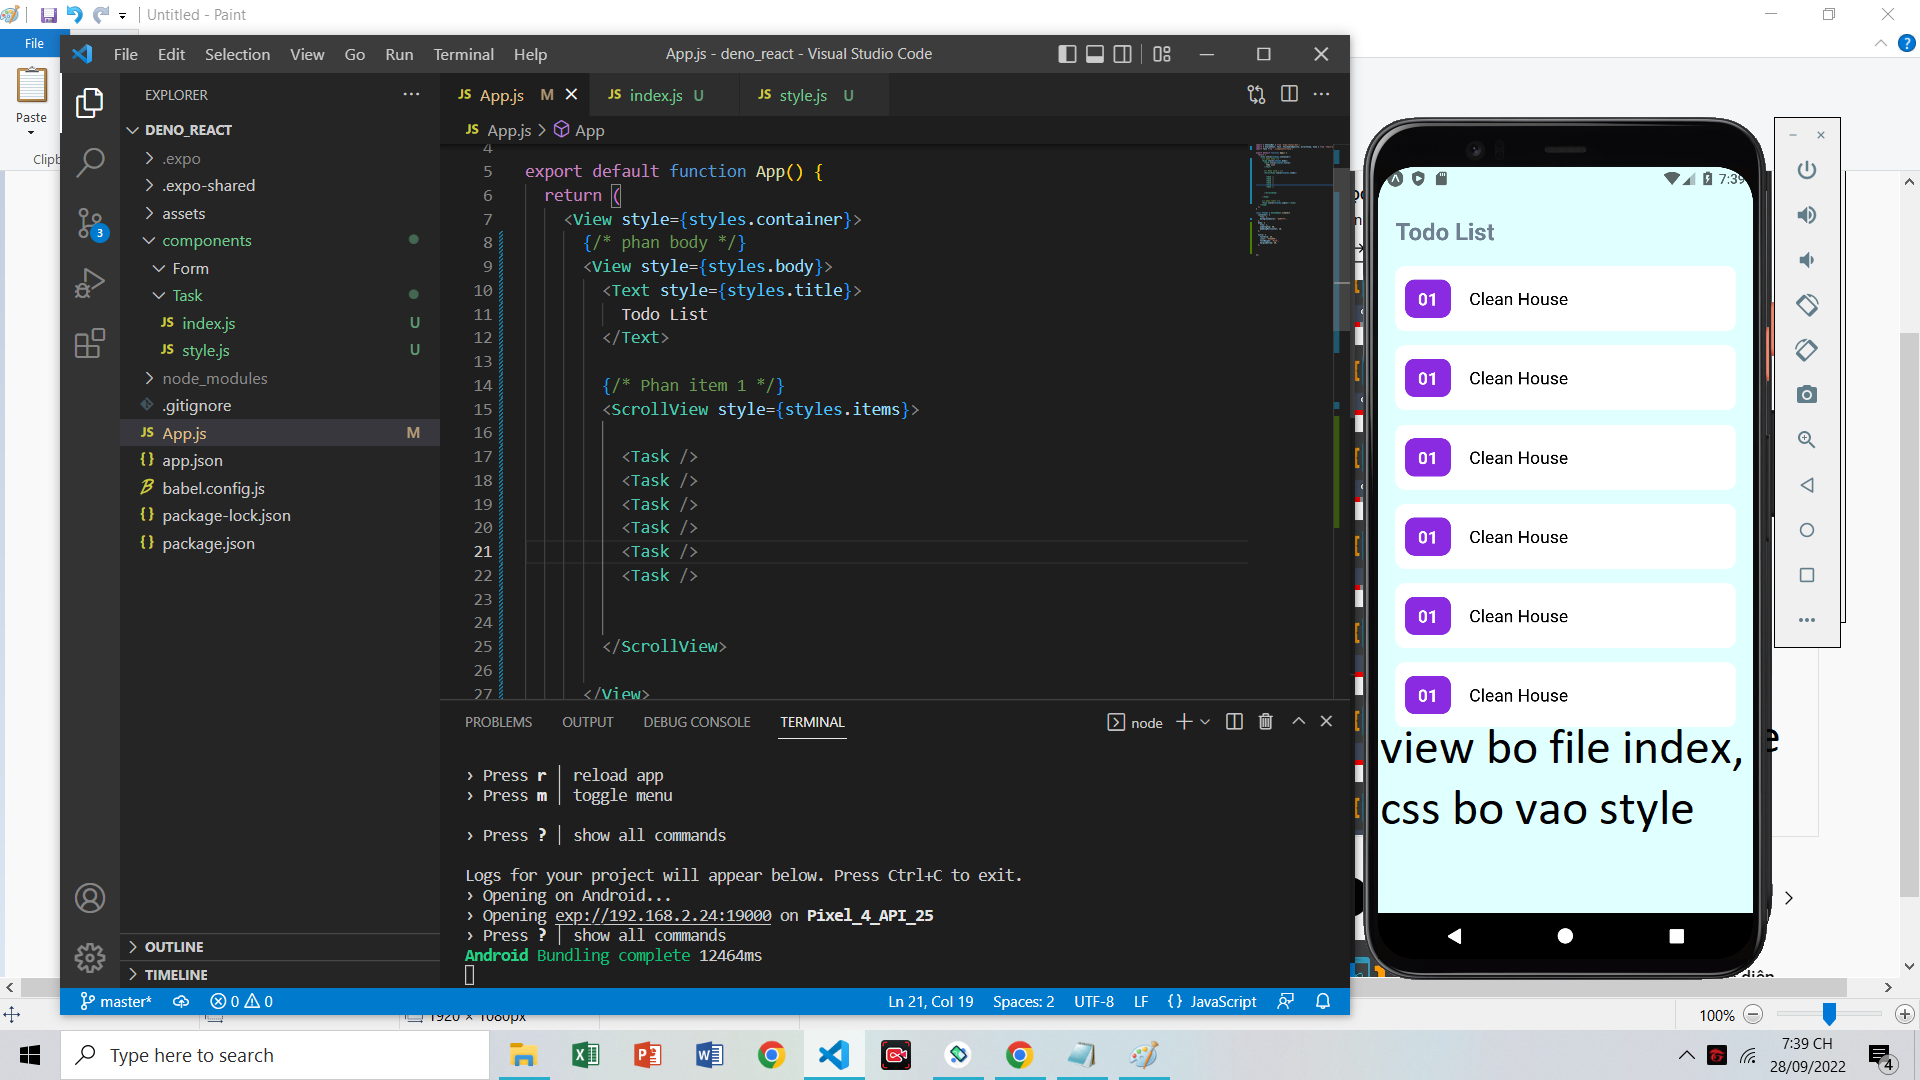 Untitled - Paint
File
Paste
Clipb
File Edit Selection View Go Run Terminal Help
App.js - deno_react - Visual Studio Code
EXPLORER
DENO_REACT
.expo
.expo-shared
assets
components
Form
Task
JS index.js U
JS style.js U
node_modules
.gitignore
JS App.js M
{} app.json
babel.config.js
{} package-lock.json
{} package.json
OUTLINE
TIMELINE
3
JS App.js M
JS index.js U
JS style.js U
JS App.js > App
4
5 export default function App() {
6 return (
7 <View style={styles.container}>
8 {/* phan body */}
9 <View style={styles.body}>
10 <Text style={styles.title}>
11 Todo List
12 </Text>
13
14 {/* Phan item 1 */}
15 <ScrollView style={styles.items}>
16
17 <Task />
18 <Task />
19 <Task />
20 <Task />
21 <Task />
22 <Task />
23
24
25 </ScrollView>
26
27 </View>
PROBLEMS OUTPUT DEBUG CONSOLE TERMINAL
node
› Press r │ reload app
› Press m │ toggle menu
› Press ? │ show all commands
Logs for your project will appear below. Press Ctrl+C to exit.
› Opening on Android...
› Opening exp://192.168.2.24:19000 on Pixel_4_API_25
› Press ? │ show all commands
Android Bundling complete 12464ms
master* 0 0
Ln 21, Col 19 Spaces: 2 UTF-8 LF {} JavaScript
7:39
Todo List
01 Clean House
01 Clean House
01 Clean House
01 Clean House
01 Clean House
01 Clean House
view bo file index,
css bo vao style
diện
1920 × 1080px
100%
Type here to search
7:39 CH
28/09/2022
4